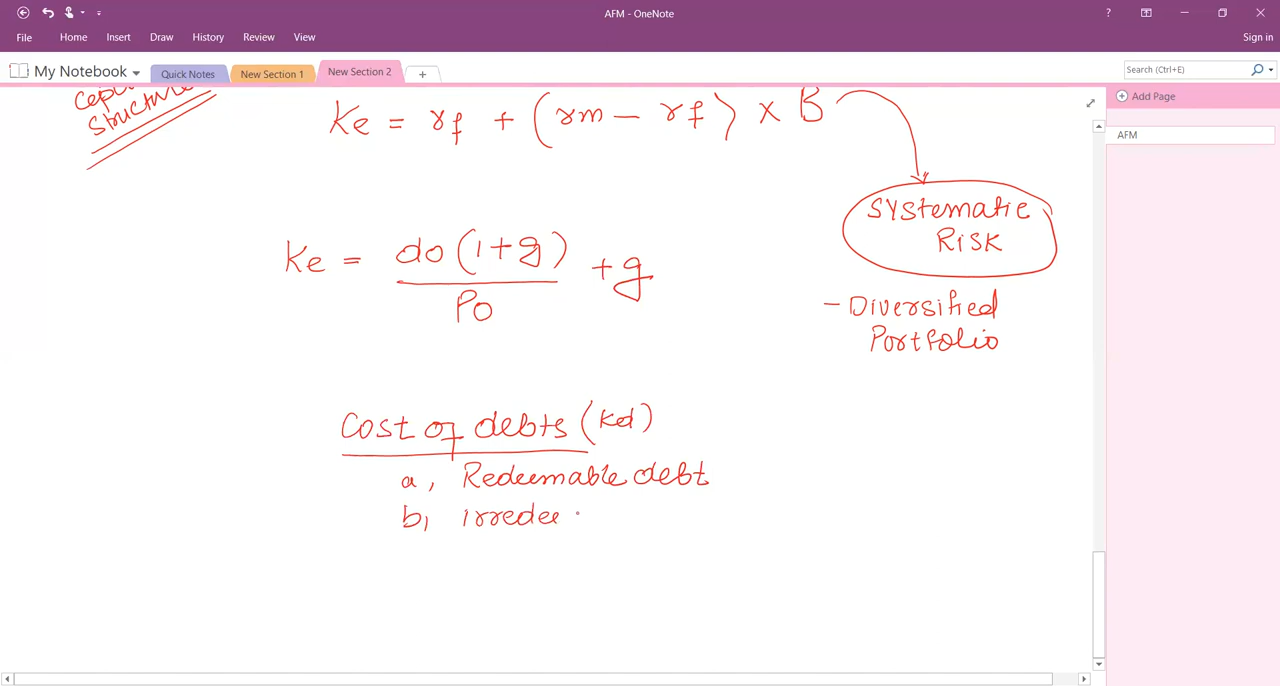 AFM - OneNote
?
File Home Insert Draw History Review View
Sign in
My Notebook Quick Notes New Section 1 New Section 2 +
Search (Ctrl+E)
Add Page
AFM
structure
Ke = rf + (rm - rf) x B
Systematic
Risk
Ke = do (1+g) + g
Po
- Diversified
Portfolio
Cost of debts (Kd)
a, Redeemable debt
b, irredee